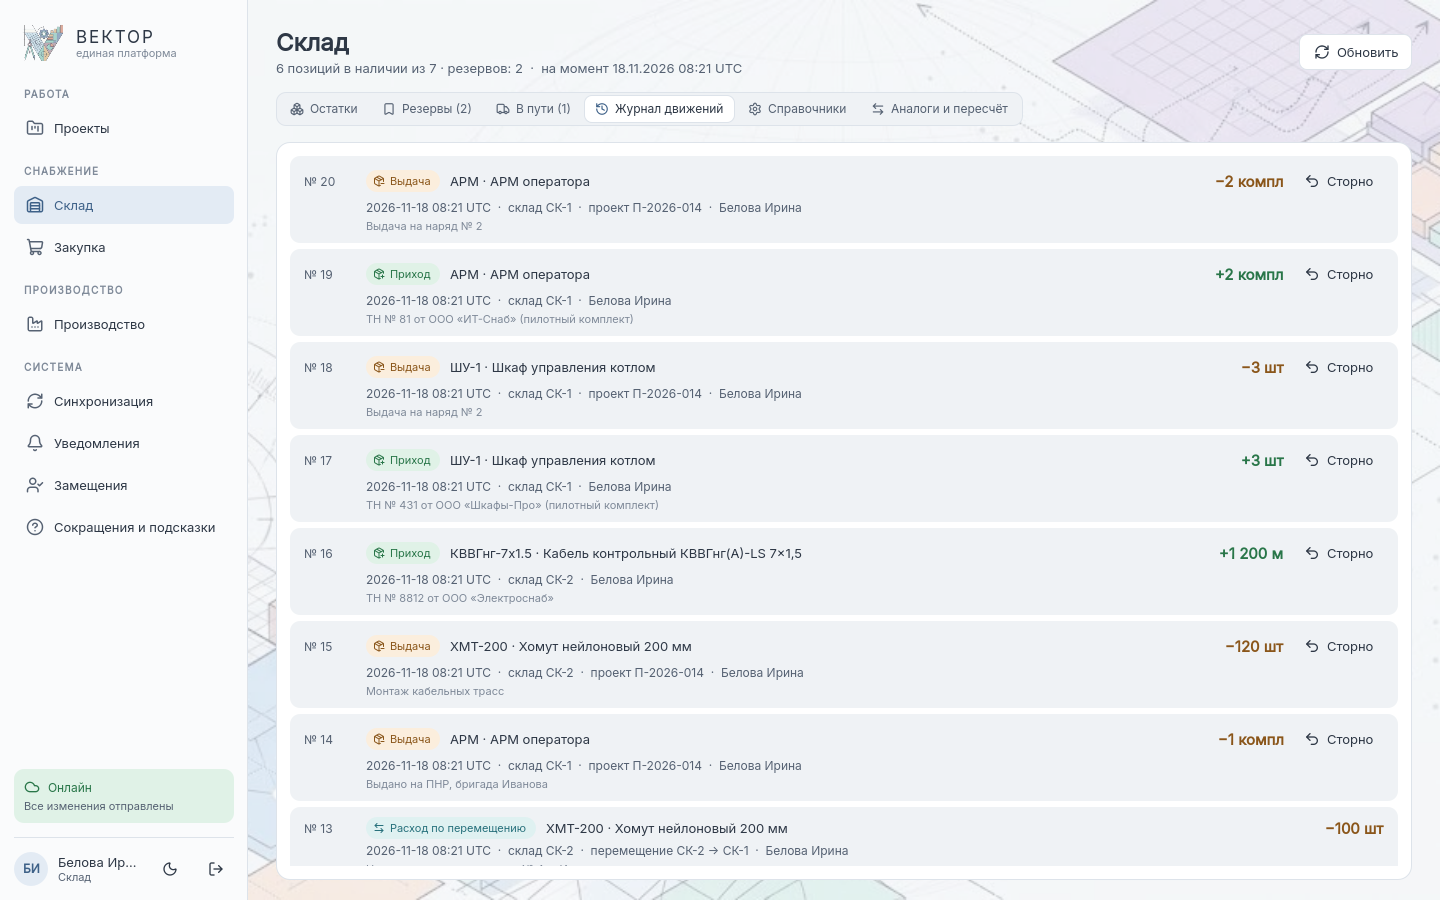 ВЕКТОР
единая платформа
РАБОТА
Проекты
СНАБЖЕНИЕ
Склад
Закупка
ПРОИЗВОДСТВО
Производство
СИСТЕМА
Синхронизация
Уведомления
Замещения
Сокращения и подсказки
Онлайн
Все изменения отправлены
БИ
Белова Ир...
Склад
Склад
6 позиций в наличии из 7 · резервов: 2 · на момент 18.11.2026 08:21 UTC
Обновить
Остатки
Резервы (2)
В пути (1)
Журнал движений
Справочники
Аналоги и пересчёт
№ 20 Выдача АРМ · АРМ оператора −2 компл Сторно
2026-11-18 08:21 UTC · склад СК-1 · проект П-2026-014 · Белова Ирина
Выдача на наряд № 2
№ 19 Приход АРМ · АРМ оператора +2 компл Сторно
2026-11-18 08:21 UTC · склад СК-1 · Белова Ирина
ТН № 81 от ООО «ИТ-Снаб» (пилотный комплект)
№ 18 Выдача ШУ-1 · Шкаф управления котлом −3 шт Сторно
2026-11-18 08:21 UTC · склад СК-1 · проект П-2026-014 · Белова Ирина
Выдача на наряд № 2
№ 17 Приход ШУ-1 · Шкаф управления котлом +3 шт Сторно
2026-11-18 08:21 UTC · склад СК-1 · Белова Ирина
ТН № 431 от ООО «Шкафы-Про» (пилотный комплект)
№ 16 Приход КВВГнг-7х1.5 · Кабель контрольный КВВГнг(А)-LS 7×1,5 +1 200 м Сторно
2026-11-18 08:21 UTC · склад СК-2 · Белова Ирина
ТН № 8812 от ООО «Электроснаб»
№ 15 Выдача ХМТ-200 · Хомут нейлоновый 200 мм −120 шт Сторно
2026-11-18 08:21 UTC · склад СК-2 · проект П-2026-014 · Белова Ирина
Монтаж кабельных трасс
№ 14 Выдача АРМ · АРМ оператора −1 компл Сторно
2026-11-18 08:21 UTC · склад СК-1 · проект П-2026-014 · Белова Ирина
Выдано на ПНР, бригада Иванова
№ 13 Расход по перемещению ХМТ-200 · Хомут нейлоновый 200 мм −100 шт
2026-11-18 08:21 UTC · склад СК-2 · перемещение СК-2 → СК-1 · Белова Ирина